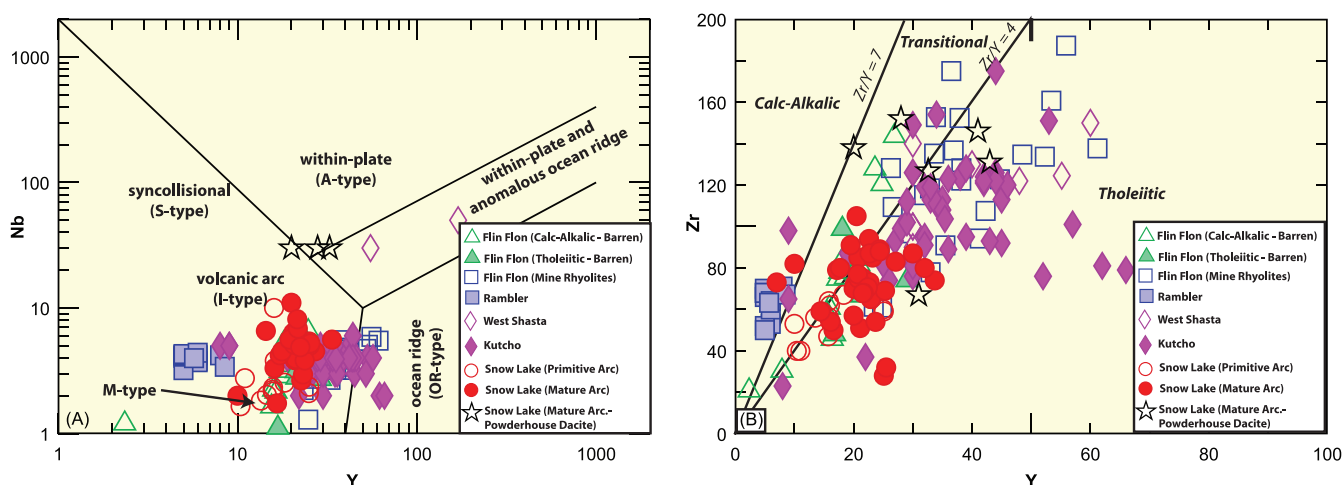 1000
100
10
1
Nb
within-plate
(A-type)
syncollisional
(S-type)
within-plate and
anomalous ocean ridge
volcanic arc
(I-type)
M-type
ocean ridge
(OR-type)
(A)
1
10
100
1000
Y
Flin Flon (Calc-Alkalic - Barren)
Flin Flon (Tholeiitic - Barren)
Flin Flon (Mine Rhyolites)
Rambler
West Shasta
Kutcho
Snow Lake (Primitive Arc)
Snow Lake (Mature Arc)
Snow Lake (Mature Arc.-
Powderhouse Dacite)
200
160
120
80
40
0
Zr
Transitional
Zr/Y = 7
Zr/Y = 4
Calc-Alkalic
Tholeiitic
(B)
0
20
40
60
80
100
Y
Flin Flon (Calc-Alkalic - Barren)
Flin Flon (Tholeiitic - Barren)
Flin Flon (Mine Rhyolites)
Rambler
West Shasta
Kutcho
Snow Lake (Primitive Arc)
Snow Lake (Mature Arc)
Snow Lake (Mature Arc.-
Powderhouse Dacite)